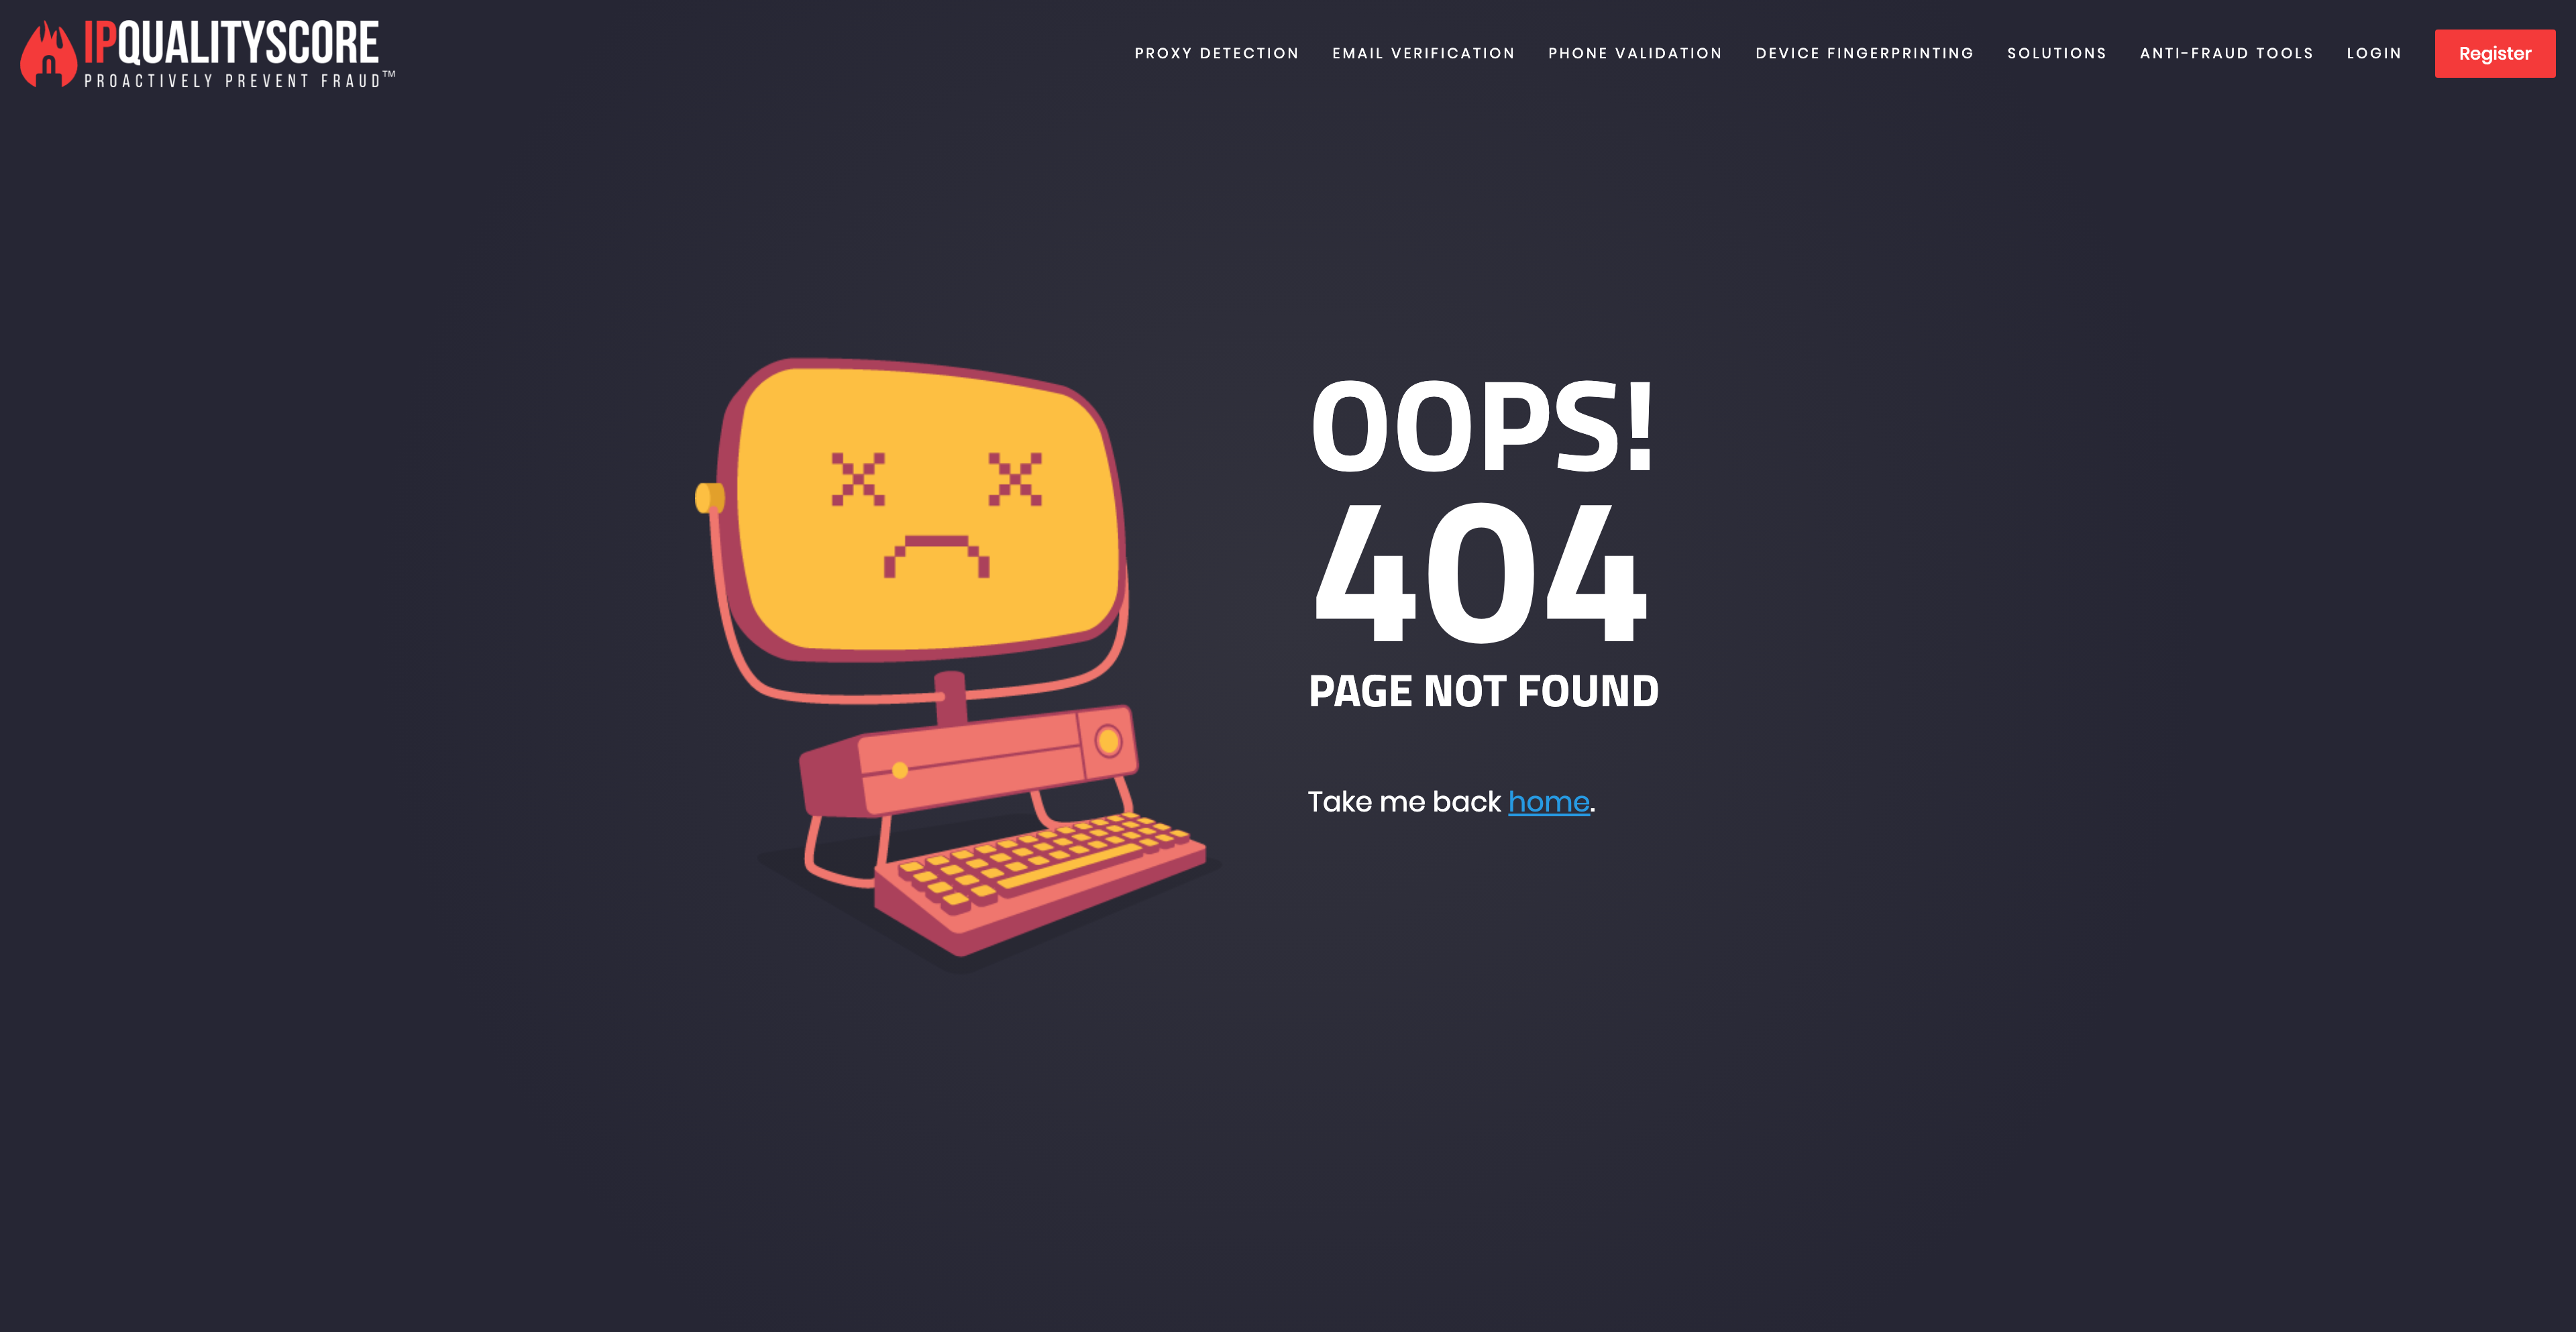 IPQUALITYSCORE
PROACTIVELY PREVENT FRAUD™
PROXY DETECTION EMAIL VERIFICATION PHONE VALIDATION DEVICE FINGERPRINTING SOLUTIONS ANTI-FRAUD TOOLS LOGIN Register
OOPS!
404
PAGE NOT FOUND
Take me back home.